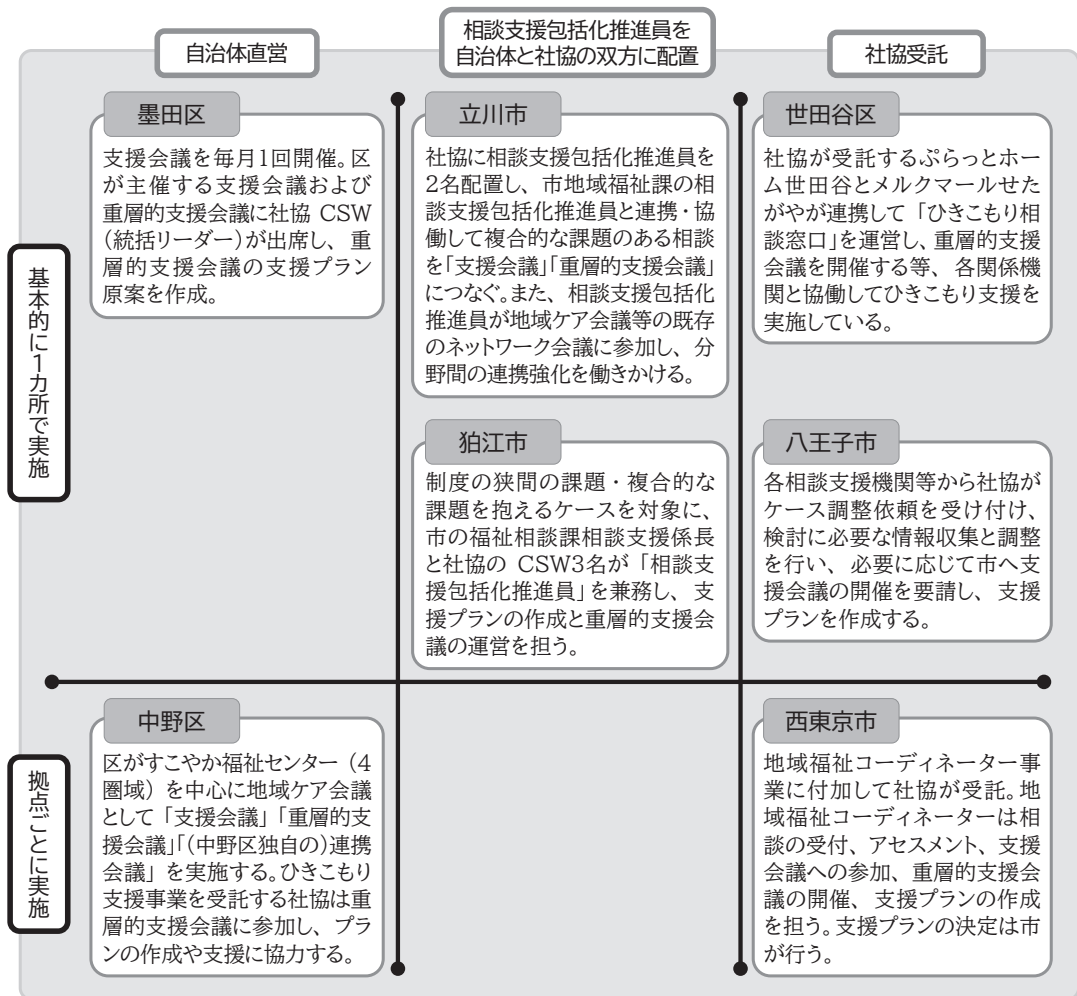 自治体直営
相談支援包括化推進員を
自治体と社協の双方に配置
社協受託
基本的に1カ所で実施
墨田区
支援会議を毎月1回開催。区
が主催する支援会議および
重層的支援会議に社協 CSW
(統括リーダー)が出席し、重
層的支援会議の支援プラン
原案を作成。
立川市
社協に相談支援包括化推進員を
2名配置し、市地域福祉課の相
談支援包括化推進員と連携・協
働して複合的な課題のある相談
を「支援会議」「重層的支援会議」
につなぐ。また、相談支援包括化
推進員が地域ケア会議等の既存
のネットワーク会議に参加し、分
野間の連携強化を働きかける。
世田谷区
社協が受託するぷらっとホー
ム世田谷とメルクマールせた
がやが連携して「ひきこもり相
談窓口」を運営し、重層的支援
会議を開催する等、各関係機
関と協働してひきこもり支援を
実施している。
狛江市
制度の狭間の課題・複合的な
課題を抱えるケースを対象に、
市の福祉相談課相談支援係長
と社協の CSW3名が「相談支
援包括化推進員」を兼務し、支
援プランの作成と重層的支援会
議の運営を担う。
八王子市
各相談支援機関等から社協が
ケース調整依頼を受け付け、
検討に必要な情報収集と調整
を行い、必要に応じて市へ支
援会議の開催を要請し、支援
プランを作成する。
拠点ごとに実施
中野区
区がすこやか福祉センター(4
圏域)を中心に地域ケア会議
として「支援会議」「重層的支
援会議」「(中野区独自の)連携
会議」を実施する。ひきこもり
支援事業を受託する社協は重
層的支援会議に参加し、プラ
ンの作成や支援に協力する。
西東京市
地域福祉コーディネーター事
業に付加して社協が受託。地
域福祉コーディネーターは相
談の受付、アセスメント、支援
会議への参加、重層的支援会
議の開催、支援プランの作成
を担う。支援プランの決定は市
が行う。